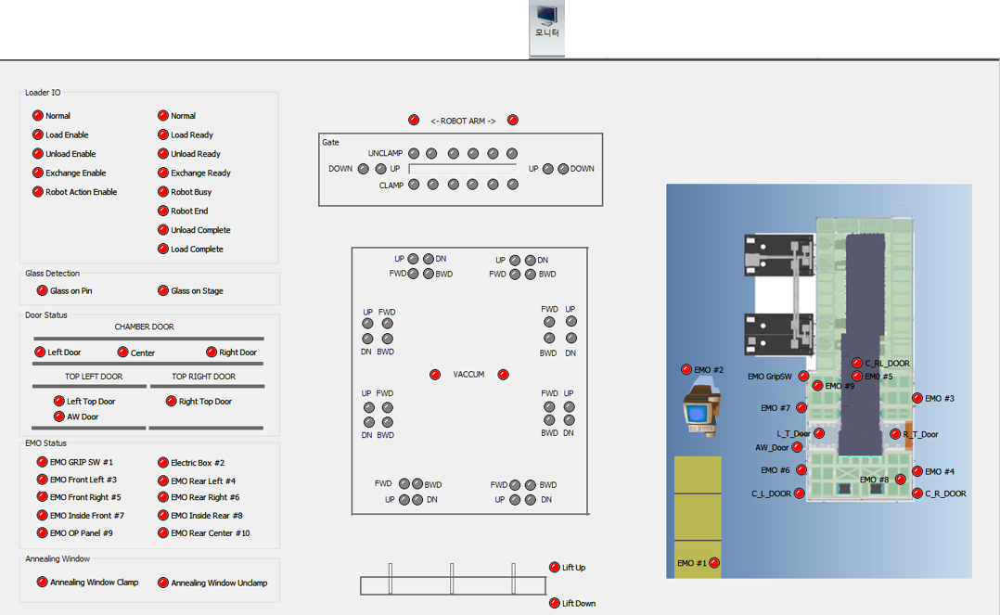 모니터
Loader IO
Normal
Normal
Load Enable
Load Ready
Unload Enable
Unload Ready
Exchange Enable
Exchange Ready
Robot Action Enable
Robot Busy
Robot End
Unload Complete
Load Complete
Glass Detection
Glass on Pin
Glass on Stage
Door Status
CHAMBER DOOR
Left Door
Center
Right Door
TOP LEFT DOOR
TOP RIGHT DOOR
Left Top Door
Right Top Door
AW Door
EMO Status
EMO GRIP SW #1
Electric Box #2
EMO Front Left #3
EMO Rear Left #4
EMO Front Right #5
EMO Rear Right #6
EMO Inside Front #7
EMO Inside Rear #8
EMO OP Panel #9
EMO Rear Center #10
Annealing Window
Annealing Window Clamp
Annealing Window Unclamp
<- ROBOT ARM ->
Gate
UNCLAMP
DOWN
UP
UP
DOWN
CLAMP
UP
DN
UP
DN
FWD
BWD
FWD
BWD
UP FWD
FWD UP
DN BWD
BWD DN
VACCUM
UP FWD
FWD UP
DN BWD
BWD DN
FWD
BWD
FWD
BWD
UP
DN
UP
DN
Lift Up
Lift Down
C_RL_DOOR
EMO #2
EMO GripSW
EMO #5
EMO #9
EMO #3
EMO #7
L_T_Door
R_T_Door
AW_Door
EMO #6
EMO #4
EMO #8
C_L_DOOR
C_R_DOOR
EMO #1